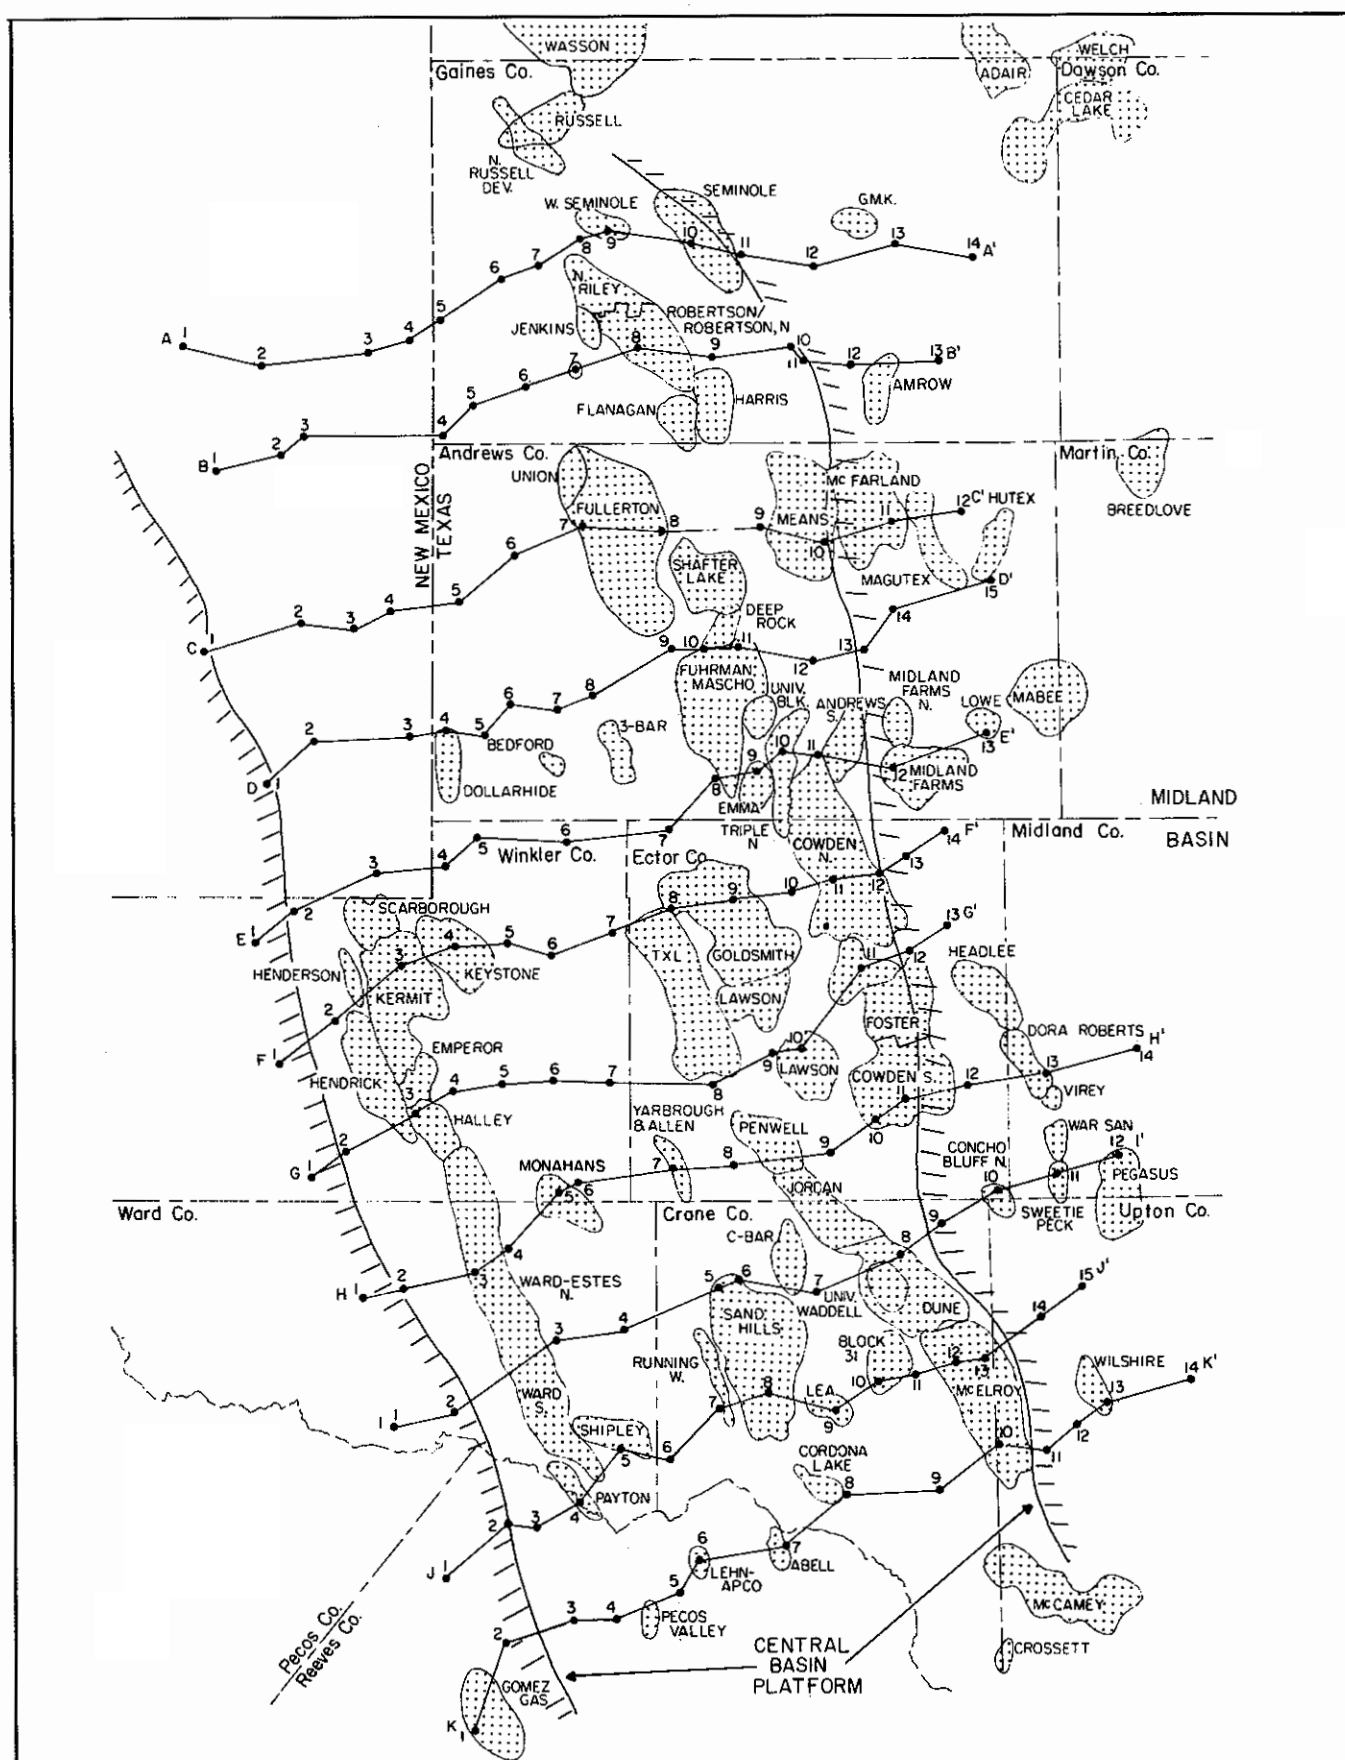 WASSON
WELCH
Gaines Co.
ADAIR
Dawson Co.
CEDAR
LAKE
RUSSELL
N.
RUSSELL
DEV.
SEMINOLE
W. SEMINOLE
G.M.K.
8 9 10 11 12 13 14 A'
7
6
N.
RILEY
5
ROBERTSON/
ROBERTSON, N
JENKINS
A 1 2 3 4
8 9 10
7 11 12 13 B'
6
5
AMROW
HARRIS
FLANAGAN
B 1 2 3 4
Andrews Co.
Martin Co.
UNION
McFARLAND
NEW MEXICO
TEXAS
FULLERTON
MEANS
12 C' HUTEX
BREEDLOVE
7 8 9 10 11
6
SHAFTER
LAKE
MAGUTEX
15 D'
C 1 2 3 4 5
DEEP
ROCK
14
9 10 11 12 13
FUHRMAN
MASCHO
UNIV.
BLK.
MIDLAND
FARMS
N.
ANDREWS
S.
LOWE
MABEE
6 7 8
3-BAR
2 3 4 5
BEDFORD
13 E'
10 11 12
9
MIDLAND
FARMS
D 1
DOLLARHIDE
8
EMMA
TRIPLE
N
MIDLAND
BASIN
7
14 F'
Midland Co.
5 6
Winkler Co.
Ector Co.
COWDEN
N.
13
3 4
8 9 10 11 12
SCARBOROUGH
E 1 2
7
13 G'
4 5 6
HENDERSON
3
KEYSTONE
TXL
GOLDSMITH
11 12
HEADLEE
KERMIT
LAWSON
F 1 2
FOSTER
DORA ROBERTS
H'
EMPEROR
HENDRICK
9 10
LAWSON
COWDEN S.
12 13 14
4 5 6 7 8
VIREY
3
HALLEY
YARBROUGH
& ALLEN
PENWELL
10 11
WAR SAN
G 1 2
MONAHANS
7 8 9
CONCHO
BLUFF N.
12 I'
PEGASUS
5 6
JORDAN
10 11
Ward Co.
Crane Co.
SWEETIE
PECK
Upton Co.
C-BAR
9
4
8
H 1 2 3
WARD-ESTES
N.
5 6 7
UNIV.
WADDELL
DUNE
15 J'
SAND
HILLS
14
3 4
BLOCK
31
RUNNING
W.
12 13
WILSHIRE
14 K'
10 11
McELROY
13
LEA
I 1 2
WARD
S.
7 8 9
12
SHIPLEY
5 6
CORDONA
LAKE
10 11
8 9
PAYTON
J 1 2 3 4
6 7
LEHN-
APCO
ABELL
5
McCAMEY
2 3 4
PECOS
VALLEY
Pecos Co.
Reeves Co.
CENTRAL
BASIN
PLATFORM
CROSSETT
GOMEZ
GAS
K 1